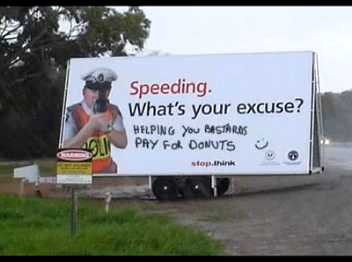 Speeding.
What's your excuse?
HELPING YOU BASTARDS
PAY FOR DONUTS
stop.think
WARNING